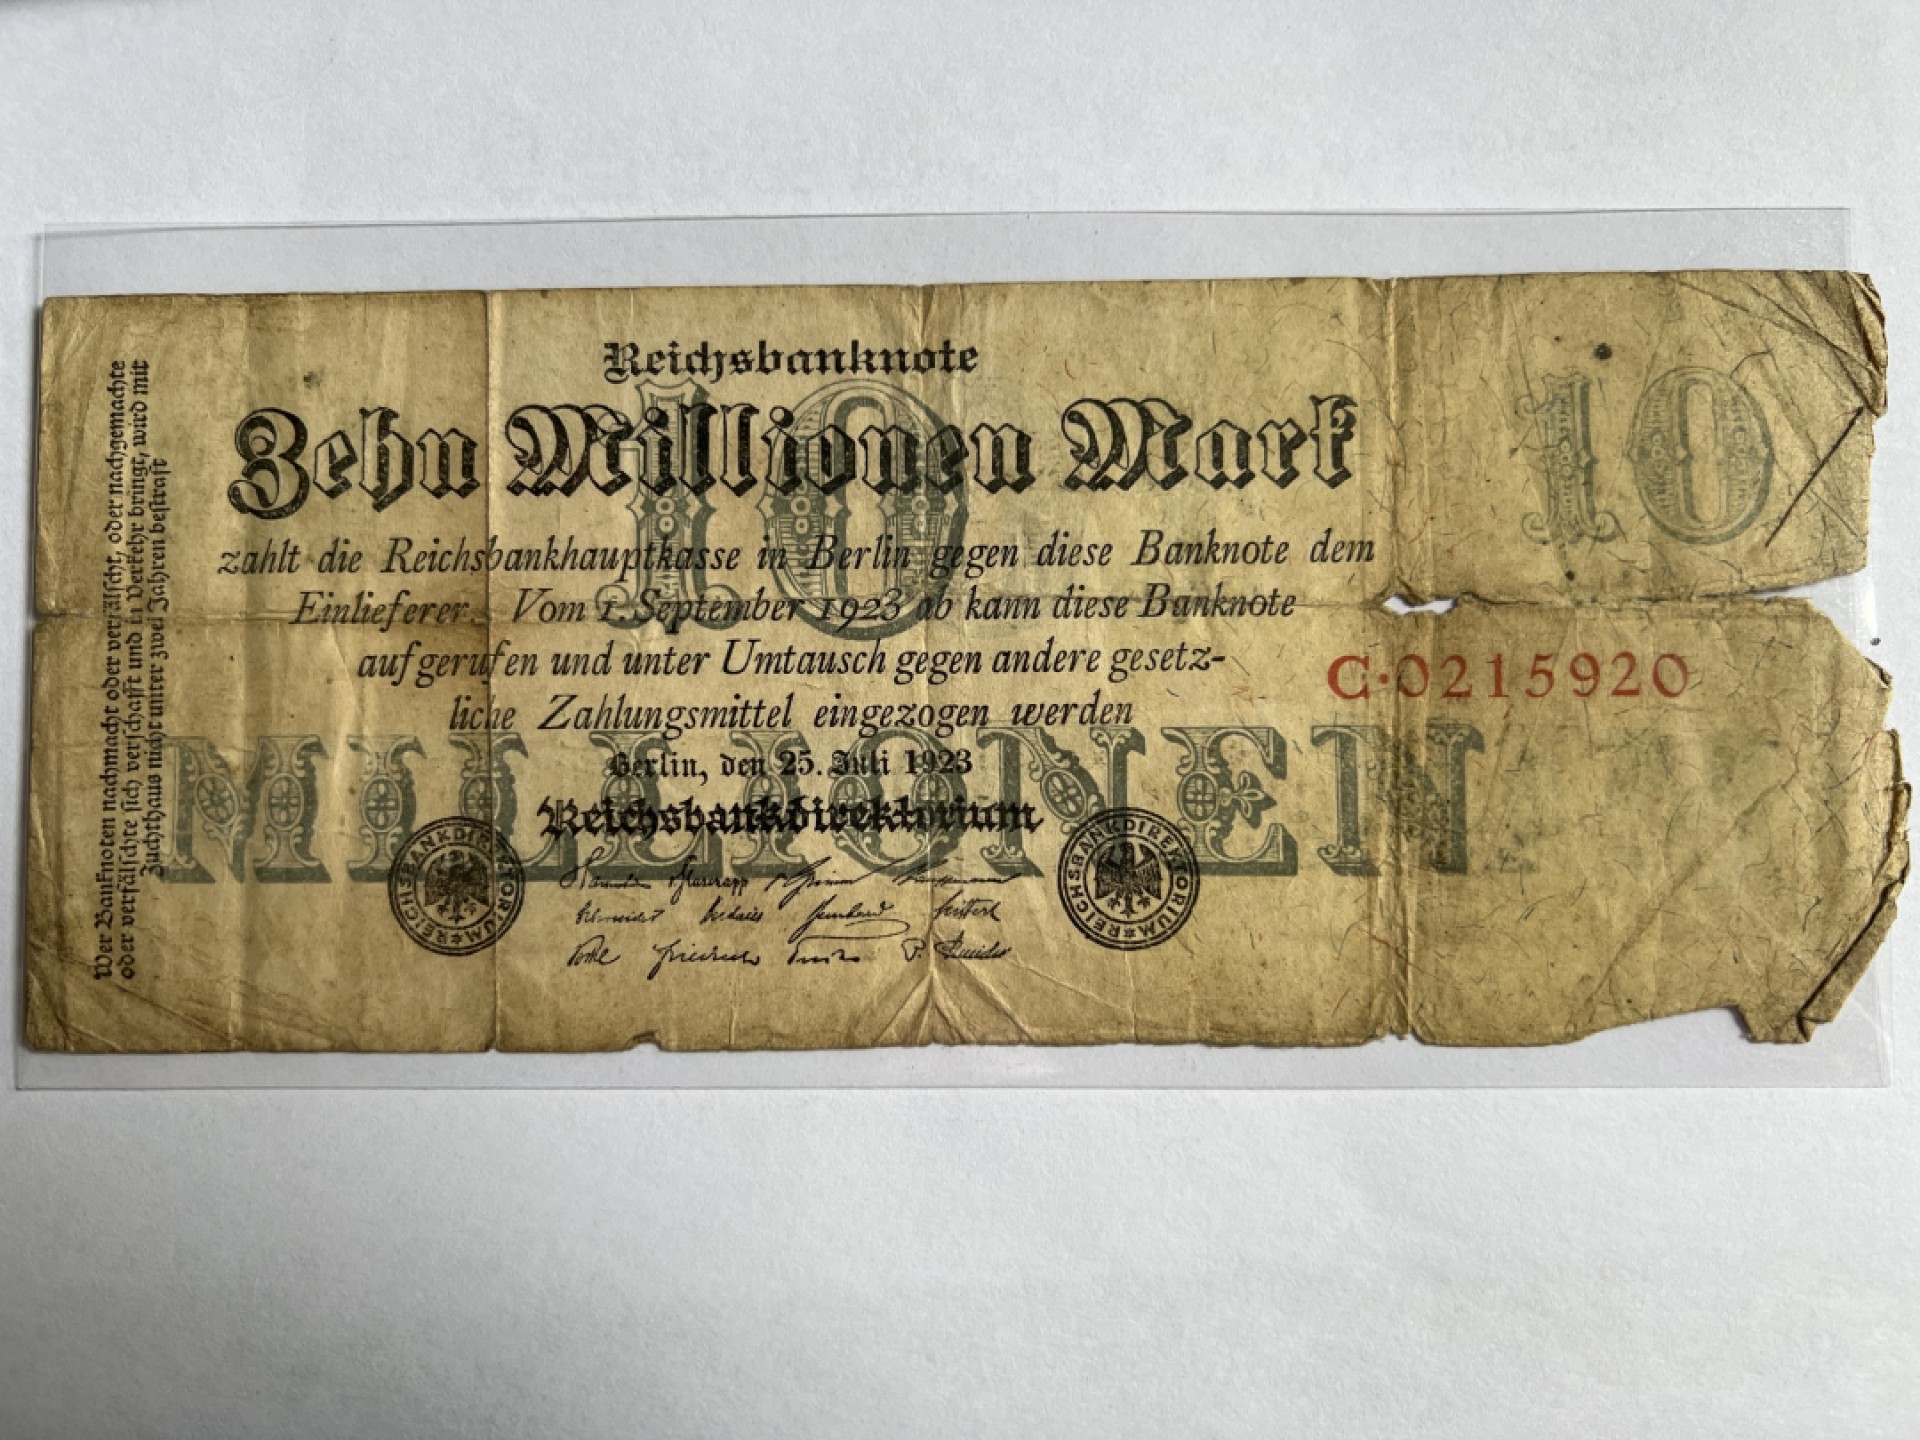 Reichsbanknote
10
Zehn Millionen Mark
10
zahlt die Reichsbankhauptkasse in Berlin gegen diese Banknote dem
Einlieferer. Vom 1. September 1923 ab kann diese Banknote
aufgerufen und unter Umtausch gegen andere gesetz-
liche Zahlungsmittel eingezogen werden
C·0215920
MILLIONEN
Berlin, den 25. Juli 1923
Reichsbankdirektorium
REICHSBANKDIREKTORIUM
REICHSBANKDIREKTORIUM
Wer Banknoten nachmacht oder verfälscht, oder nachgemachte
oder verfälschte sich verschafft und in Verkehr bringt, wird mit
Zuchthaus nicht unter zwei Jahren bestraft